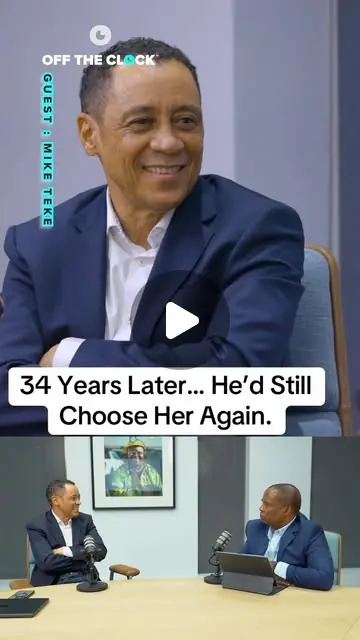 OFF THE CLOCK
GUEST : MIKE TEKE
34 Years Later... He’d Still
Choose Her Again.